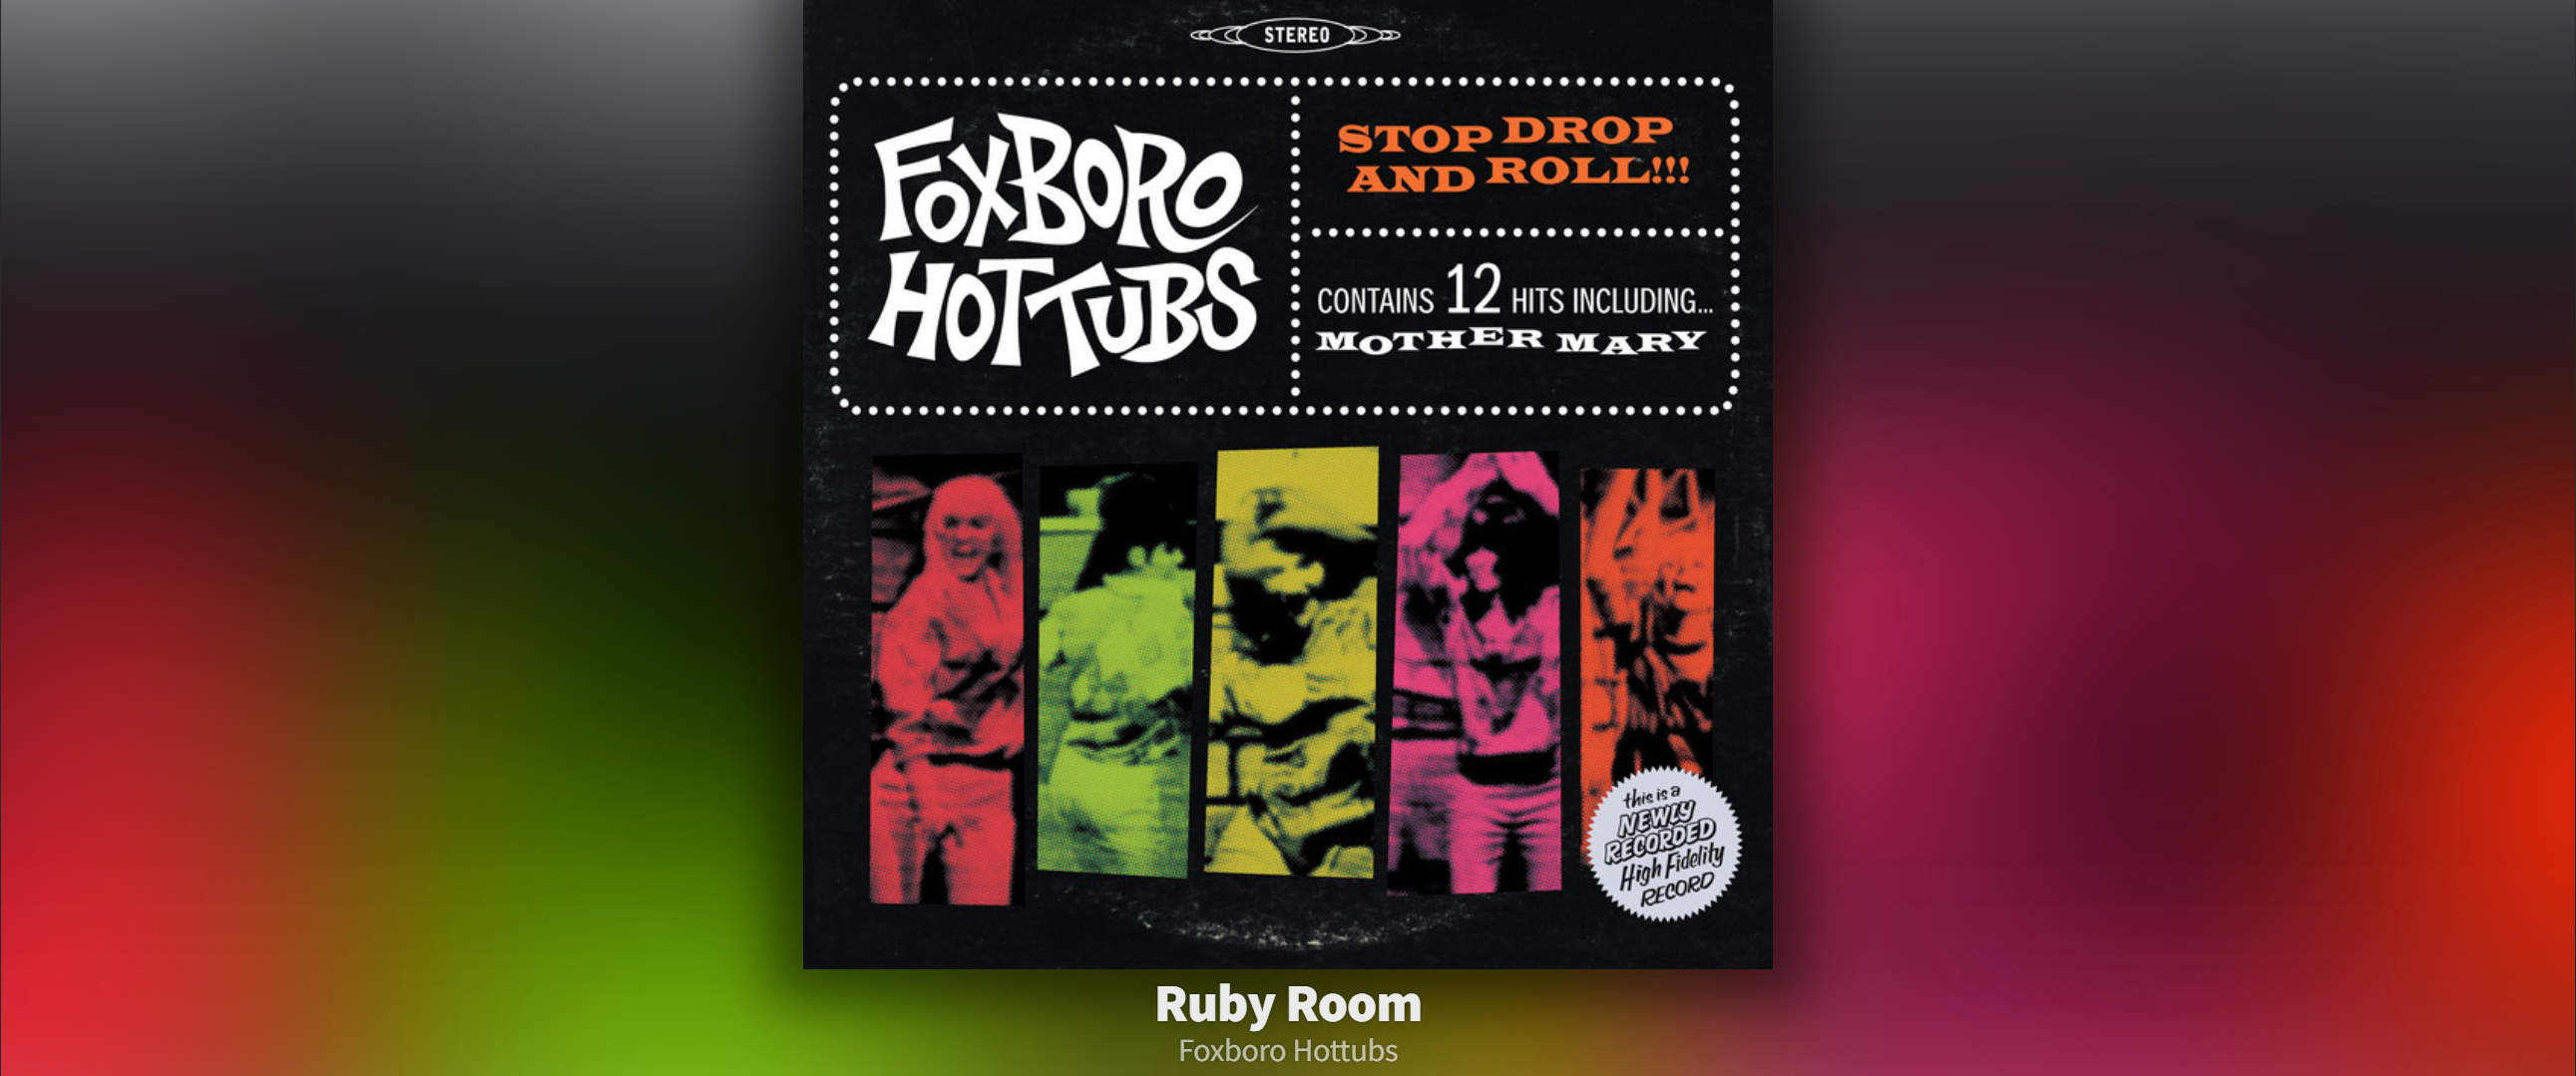 STEREO
FOXBORO
HOTTUBS
STOP DROP
AND ROLL!!!
CONTAINS 12 HITS INCLUDING...
MOTHER MARY
this is a
NEWLY
RECORDED
High Fidelity
RECORD
Ruby Room
Foxboro Hottubs